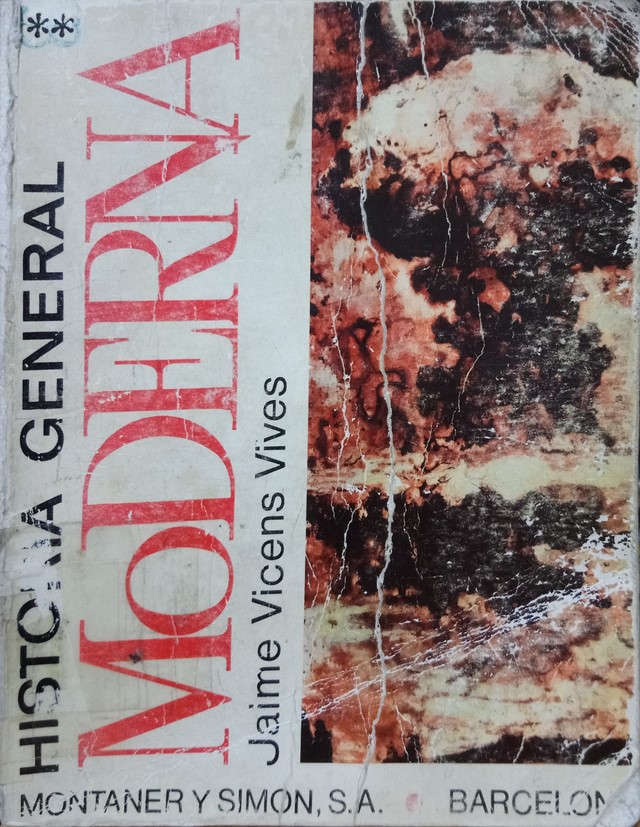 **
HISTORIA GENERAL
MoDERNA
Jaime Vicens Vives
MONTANER Y SIMON, S.A. BARCELON